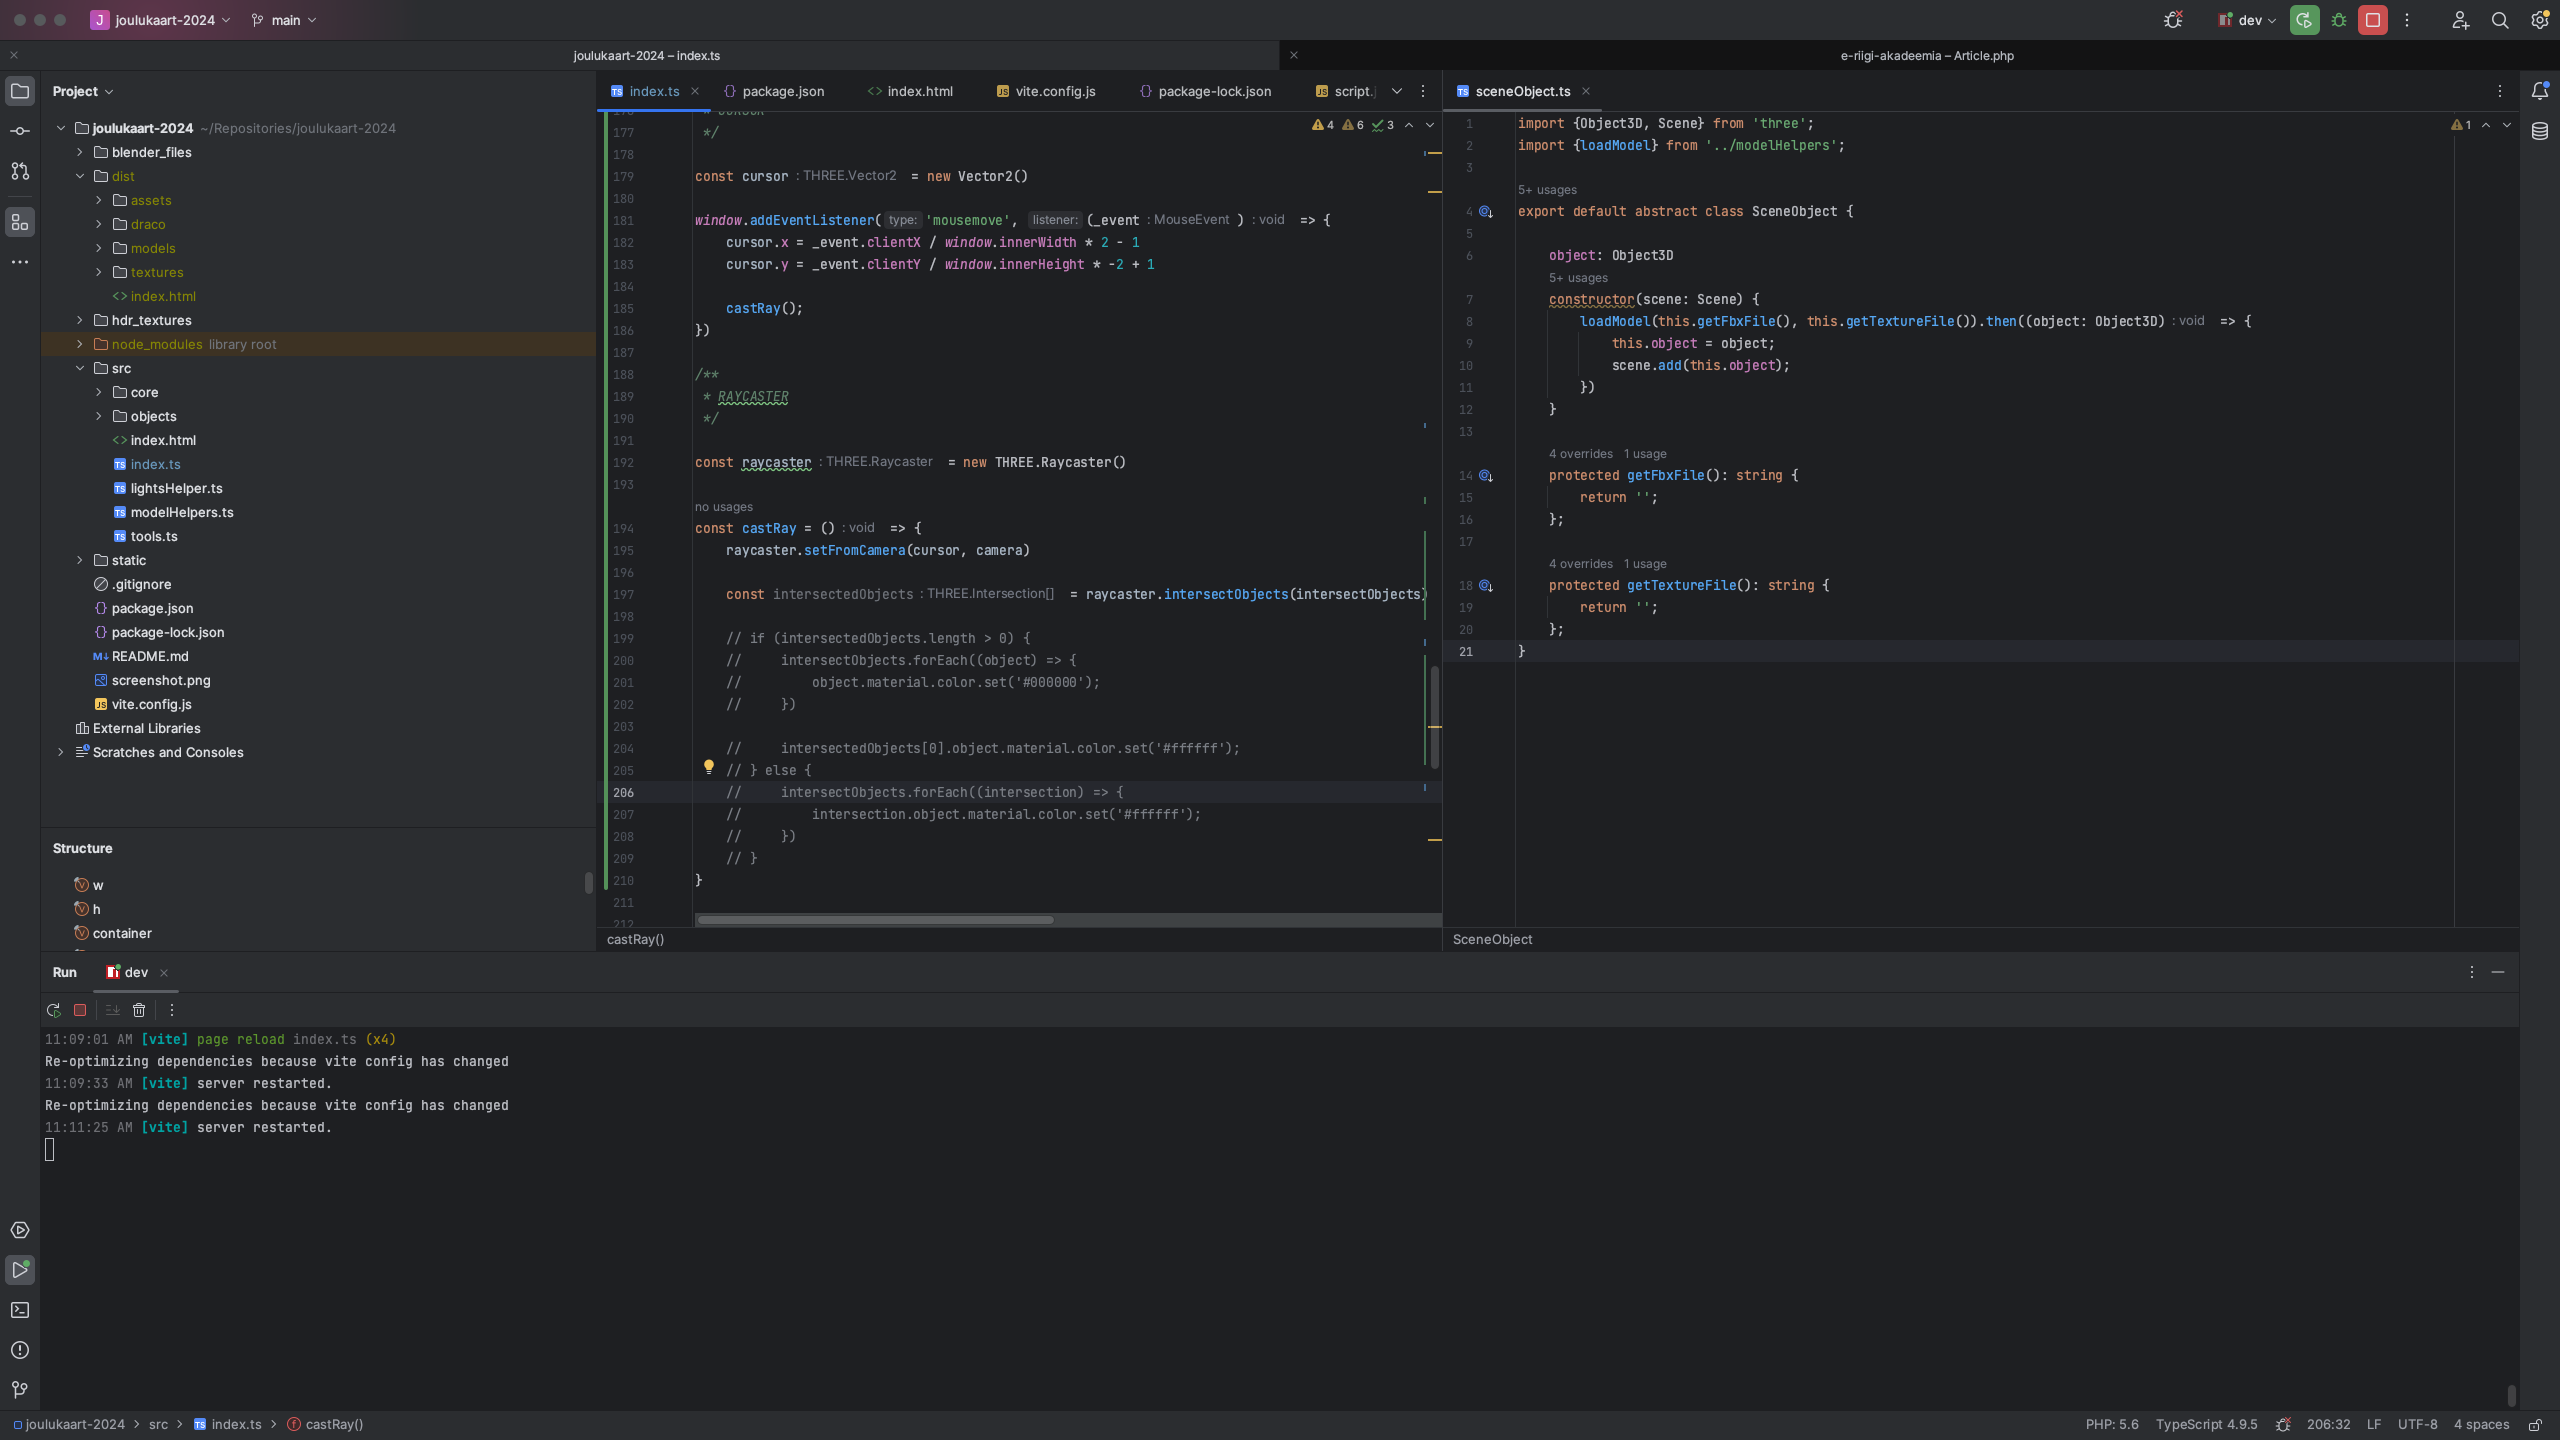 J joulukaart-2024 main dev
joulukaart-2024 – index.ts
e-riigi-akadeemia – Article.php
Project
joulukaart-2024 ~/Repositories/joulukaart-2024
blender_files
dist
assets
draco
models
textures
<> index.html
hdr_textures
node_modules library root
src
core
objects
<> index.html
TS index.ts
TS lightsHelper.ts
TS modelHelpers.ts
TS tools.ts
static
.gitignore
{} package.json
{} package-lock.json
M↓ README.md
screenshot.png
JS vite.config.js
External Libraries
Scratches and Consoles
Structure
w
h
container
TS index.ts {} package.json <> index.html JS vite.config.js {} package-lock.json JS script.j
4 6 3
177 */
178
179 const cursor : THREE.Vector2 = new Vector2()
180
181 window.addEventListener( type: 'mousemove', listener: (_event : MouseEvent ) : void => {
182 cursor.x = _event.clientX / window.innerWidth * 2 - 1
183 cursor.y = _event.clientY / window.innerHeight * -2 + 1
184
185 castRay();
186 })
187
188 /**
189 * RAYCASTER
190 */
191
192 const raycaster : THREE.Raycaster = new THREE.Raycaster()
193
no usages
194 const castRay = () : void => {
195 raycaster.setFromCamera(cursor, camera)
196
197 const intersectedObjects : THREE.Intersection[] = raycaster.intersectObjects(intersectObjects)
198
199 // if (intersectedObjects.length > 0) {
200 // intersectObjects.forEach((object) => {
201 // object.material.color.set('#000000');
202 // })
203
204 // intersectedObjects[0].object.material.color.set('#ffffff');
205 // } else {
206 // intersectObjects.forEach((intersection) => {
207 // intersection.object.material.color.set('#ffffff');
208 // })
209 // }
210 }
211
212
castRay()
TS sceneObject.ts
1
1 import {Object3D, Scene} from 'three';
2 import {loadModel} from '../modelHelpers';
3
5+ usages
4 export default abstract class SceneObject {
5
6 object: Object3D
5+ usages
7 constructor(scene: Scene) {
8 loadModel(this.getFbxFile(), this.getTextureFile()).then((object: Object3D) : void => {
9 this.object = object;
10 scene.add(this.object);
11 })
12 }
13
4 overrides 1 usage
14 protected getFbxFile(): string {
15 return '';
16 };
17
4 overrides 1 usage
18 protected getTextureFile(): string {
19 return '';
20 };
21 }
SceneObject
Run dev
11:09:01 AM [vite] page reload index.ts (x4)
Re-optimizing dependencies because vite config has changed
11:09:33 AM [vite] server restarted.
Re-optimizing dependencies because vite config has changed
11:11:25 AM [vite] server restarted.
joulukaart-2024 > src > TS index.ts > f castRay()
PHP: 5.6 TypeScript 4.9.5 206:32 LF UTF-8 4 spaces